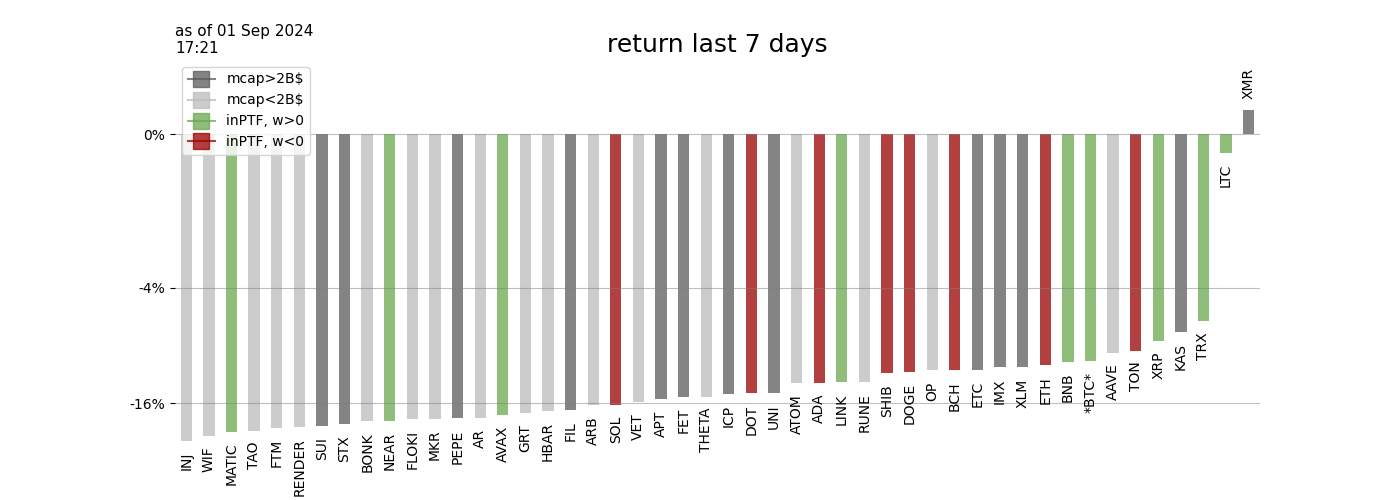 as of 01 Sep 2024
17:21
return last 7 days
mcap>2B$
mcap<2B$
inPTF, w>0
inPTF, w<0
0%
-4%
-16%
INJ
WIF
MATIC
TAO
FTM
RENDER
SUI
STX
BONK
NEAR
FLOKI
MKR
PEPE
AR
AVAX
GRT
HBAR
FIL
ARB
SOL
VET
APT
FET
THETA
ICP
DOT
UNI
ATOM
ADA
LINK
RUNE
SHIB
DOGE
OP
BCH
ETC
IMX
XLM
ETH
BNB
*BTC*
AAVE
TON
XRP
KAS
TRX
LTC
XMR